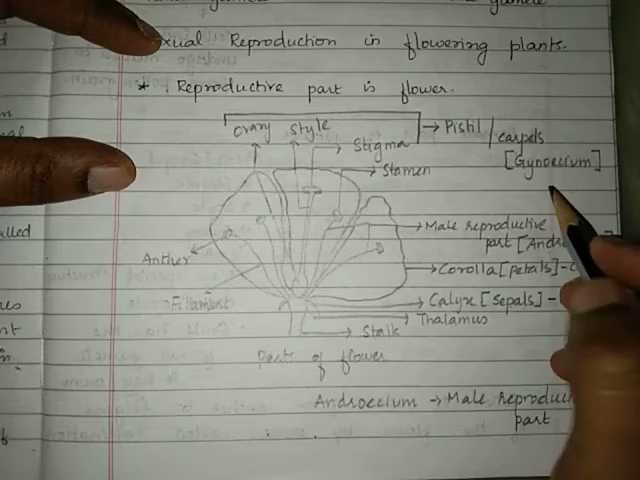 Reproduction in flowering plants.
* Reproductive part is flower.
Ovary style → Pistil / carpels
Stigma [Gynoecium]
Stamen
Male reproductive
part
Anther
Corolla [petals] -
Filament
Calyx [sepals] -
Thalamus
Stalk
Part of flower
Androecium → Male
part